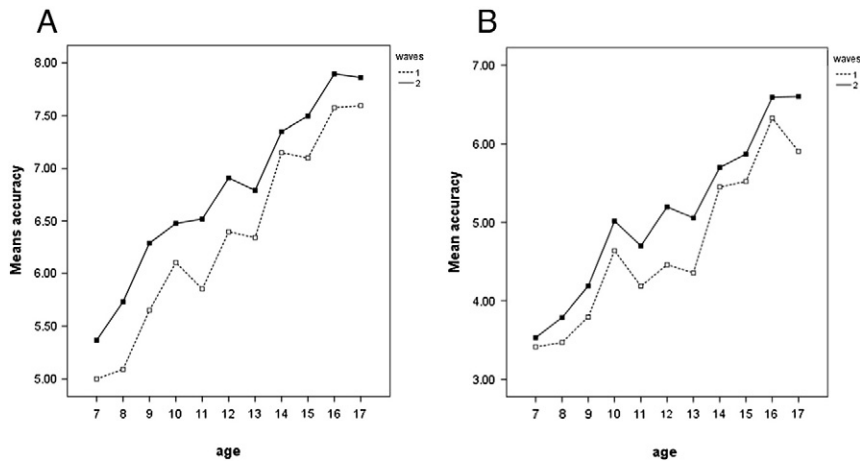 A
waves
1
2
Means accuracy
8.00
7.50
7.00
6.50
6.00
5.50
5.00
7 8 9 10 11 12 13 14 15 16 17
age
B
waves
1
2
Mean accuracy
7.00
6.00
5.00
4.00
3.00
7 8 9 10 11 12 13 14 15 16 17
age